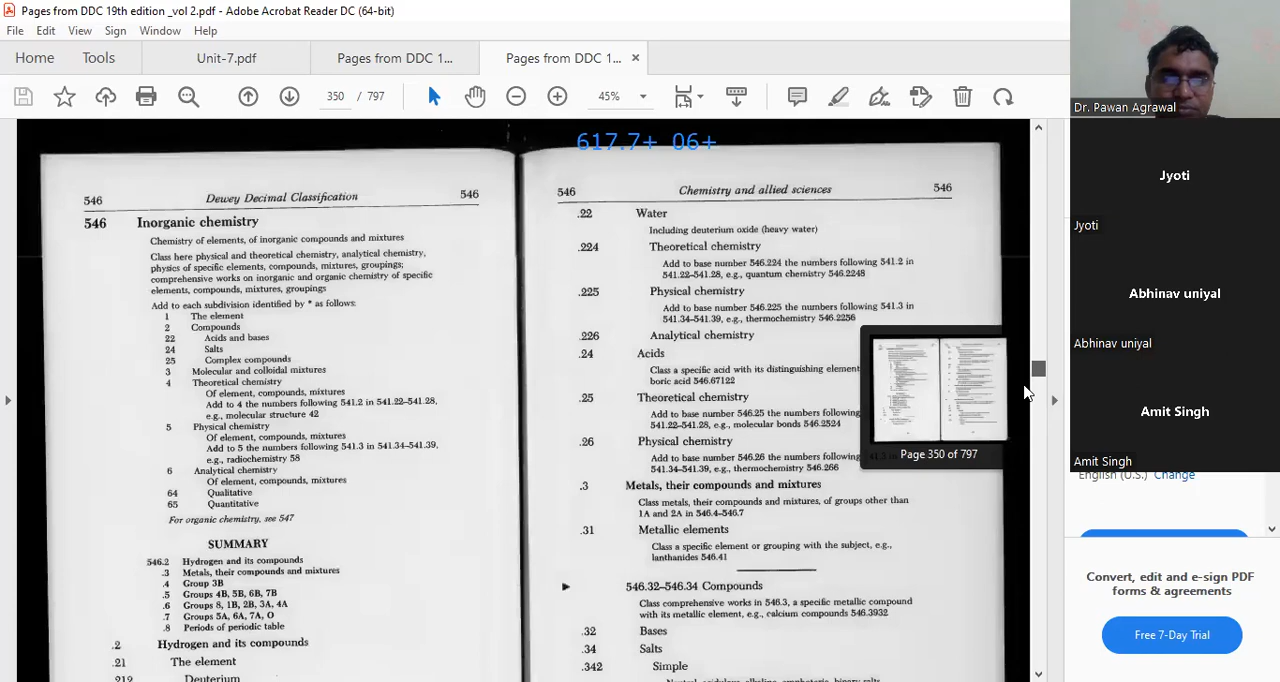 Pages from DDC 19th edition _vol 2.pdf - Adobe Acrobat Reader DC (64-bit)
File Edit View Sign Window Help
Home Tools Unit-7.pdf Pages from DDC 1... Pages from DDC 1... ×
350 / 797 45%
617.7+ 06+
546 Dewey Decimal Classification 546
546 Inorganic chemistry
Chemistry of elements, of inorganic compounds and mixtures
Class here physical and theoretical chemistry, analytical chemistry,
physics of specific elements, compounds, mixtures, groupings;
comprehensive works on inorganic and organic chemistry of specific
elements, compounds, mixtures, groupings
Add to each subdivision identified by * as follows:
1 The element
2 Compounds
22 Acids and bases
24 Salts
25 Complex compounds
3 Molecular and colloidal mixtures
4 Theoretical chemistry
Of element, compounds, mixtures
Add to 4 the numbers following 541.2 in 541.22–541.28,
e.g., molecular structure 42
5 Physical chemistry
Of element, compounds, mixtures
Add to 5 the numbers following 541.3 in 541.34–541.39,
e.g., radiochemistry 58
6 Analytical chemistry
Of element, compounds, mixtures
64 Qualitative
65 Quantitative
For organic chemistry, see 547
SUMMARY
546.2 Hydrogen and its compounds
.3 Metals, their compounds and mixtures
.4 Group 3B
.5 Groups 4B, 5B, 6B, 7B
.6 Groups 8, 1B, 2B, 3A, 4A
.7 Groups 5A, 6A, 7A, O
.8 Periods of periodic table
.2 Hydrogen and its compounds
.21 The element
.212 Deuterium
546 Chemistry and allied sciences 546
.22 Water
Including deuterium oxide (heavy water)
.224 Theoretical chemistry
Add to base number 546.224 the numbers following 541.2 in
541.22–541.28, e.g., quantum chemistry 546.2248
.225 Physical chemistry
Add to base number 546.225 the numbers following 541.3 in
541.34–541.39, e.g., thermochemistry 546.2256
.226 Analytical chemistry
.24 Acids
Class a specific acid with its distinguishing element
boric acid 546.67122
.25 Theoretical chemistry
Add to base number 546.25 the numbers following
541.22–541.28, e.g., molecular bonds 546.2524
.26 Physical chemistry
Add to base number 546.26 the numbers following
541.34–541.39, e.g., thermochemistry 546.266
.3 Metals, their compounds and mixtures
Class metals, their compounds and mixtures, of groups other than
1A and 2A in 546.4–546.7
.31 Metallic elements
Class a specific element or grouping with the subject, e.g.,
lanthanides 546.41
546.32–546.34 Compounds
Class comprehensive works in 546.3, a specific metallic compound
with its metallic element, e.g., calcium compounds 546.3932
.32 Bases
.34 Salts
.342 Simple
Page 350 of 797
Dr. Pawan Agrawal
Jyoti
Jyoti
Abhinav uniyal
Abhinav uniyal
Amit Singh
Amit Singh
English (U.S.) Change
Convert, edit and e-sign PDF
forms & agreements
Free 7-Day Trial